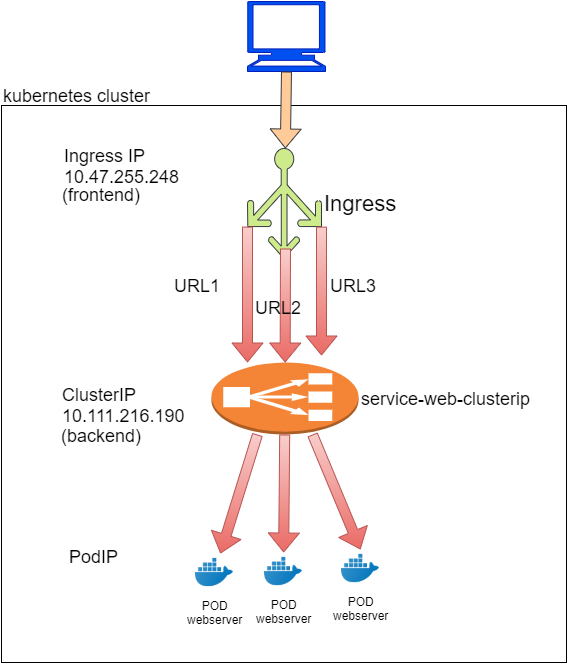 kubernetes cluster
Ingress IP
10.47.255.248
(frontend)
Ingress
URL1
URL2
URL3
ClusterIP
10.111.216.190
(backend)
service-web-clusterip
PodIP
POD
webserver
POD
webserver
POD
webserver